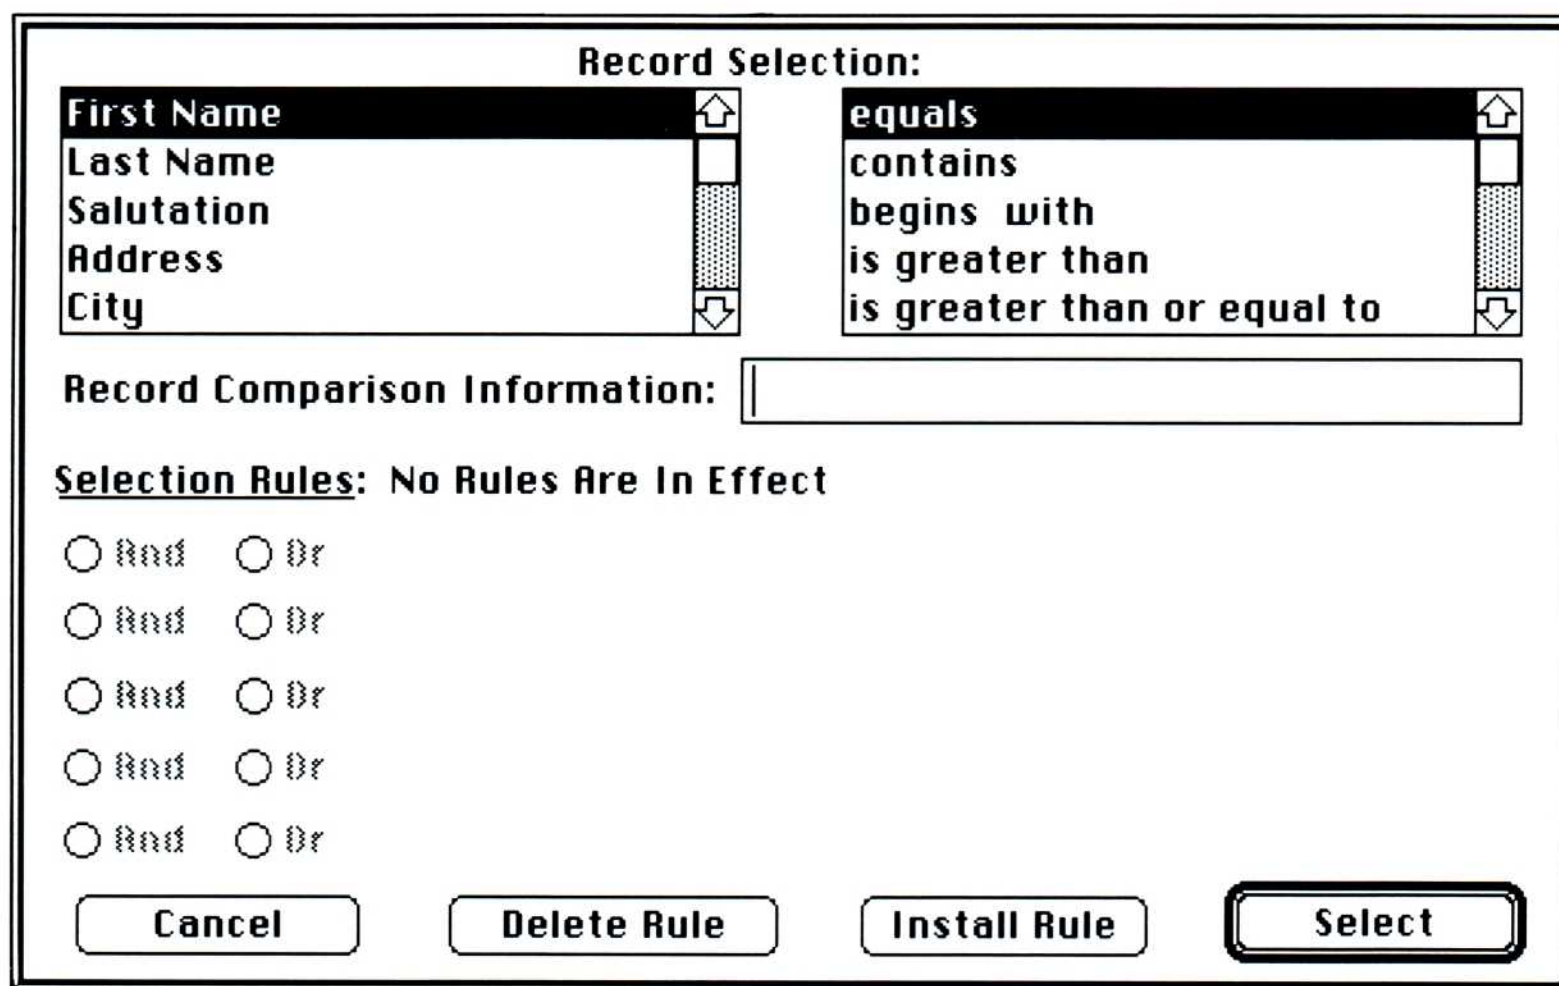 Record Selection:
First Name
Last Name
Salutation
Address
City
equals
contains
begins with
is greater than
is greater than or equal to
Record Comparison Information:
Selection Rules: No Rules Are In Effect
And Or
And Or
And Or
And Or
And Or
Cancel Delete Rule Install Rule Select